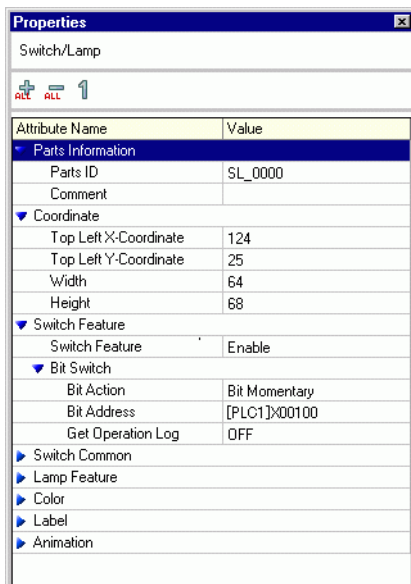 Properties
Switch/Lamp
ALL ALL 1
Attribute Name Value
Parts Information
Parts ID SL_0000
Comment
Coordinate
Top Left X-Coordinate 124
Top Left Y-Coordinate 25
Width 64
Height 68
Switch Feature
Switch Feature Enable
Bit Switch
Bit Action Bit Momentary
Bit Address [PLC1]X00100
Get Operation Log OFF
Switch Common
Lamp Feature
Color
Label
Animation